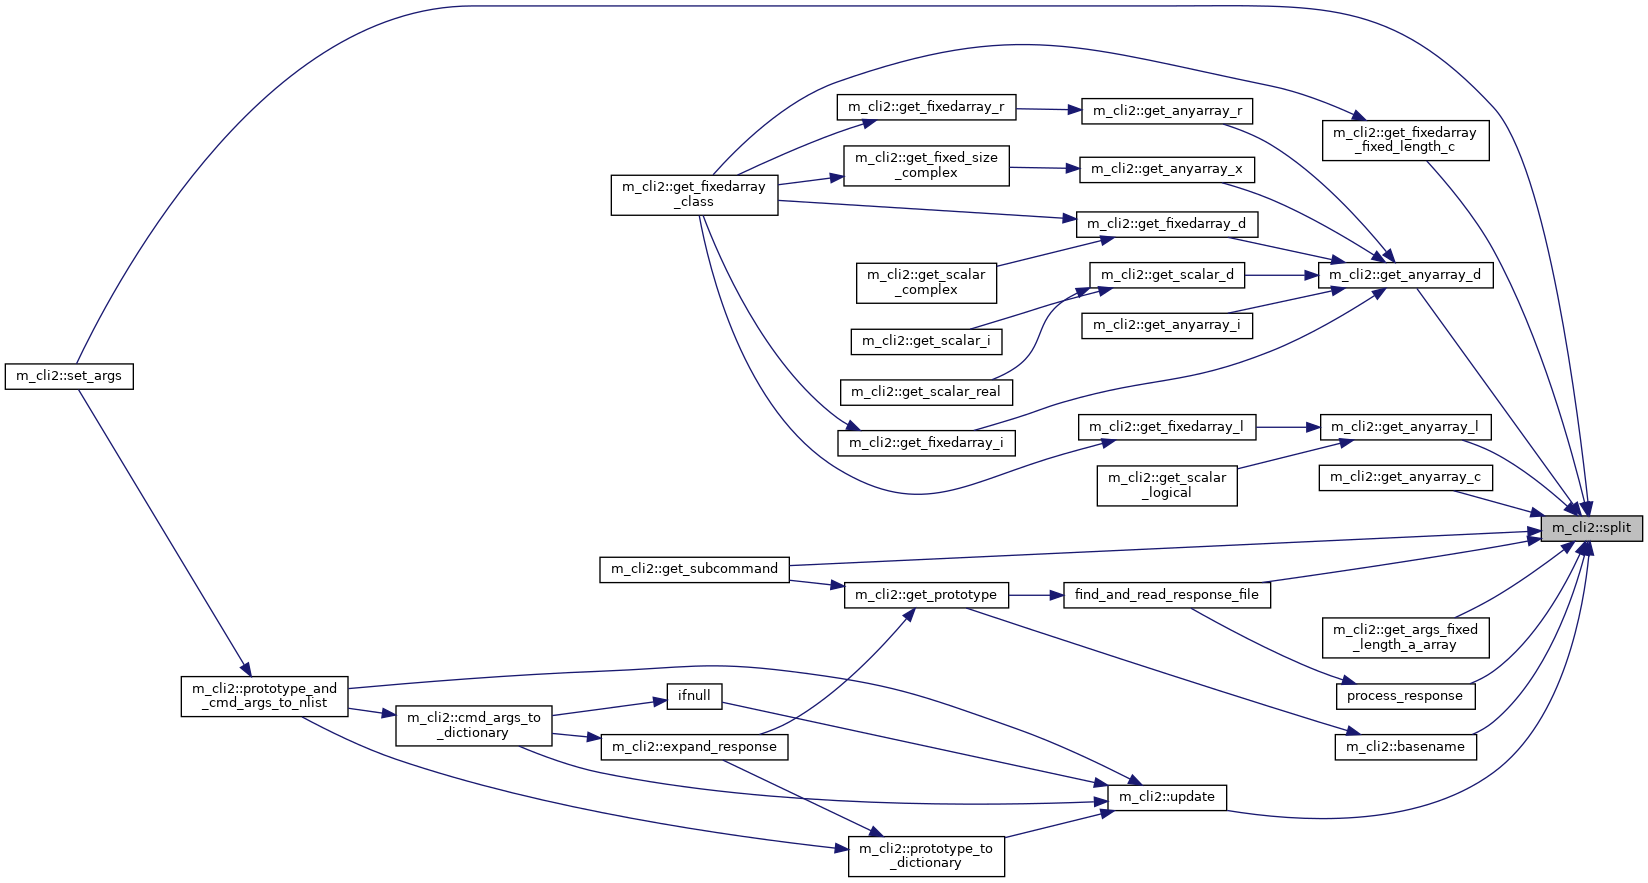 m_cli2::get_fixedarray_r
m_cli2::get_anyarray_r
m_cli2::get_fixedarray
_fixed_length_c
m_cli2::get_fixed_size
_complex
m_cli2::get_anyarray_x
m_cli2::get_fixedarray
_class
m_cli2::get_fixedarray_d
m_cli2::get_scalar
_complex
m_cli2::get_scalar_d
m_cli2::get_anyarray_d
m_cli2::get_anyarray_i
m_cli2::get_scalar_i
m_cli2::set_args
m_cli2::get_scalar_real
m_cli2::get_fixedarray_i
m_cli2::get_fixedarray_l
m_cli2::get_anyarray_l
m_cli2::get_scalar
_logical
m_cli2::get_anyarray_c
m_cli2::split
m_cli2::get_subcommand
m_cli2::get_prototype
find_and_read_response_file
m_cli2::get_args_fixed
_length_a_array
m_cli2::prototype_and
_cmd_args_to_nlist
ifnull
process_response
m_cli2::cmd_args_to
_dictionary
m_cli2::expand_response
m_cli2::basename
m_cli2::update
m_cli2::prototype_to
_dictionary